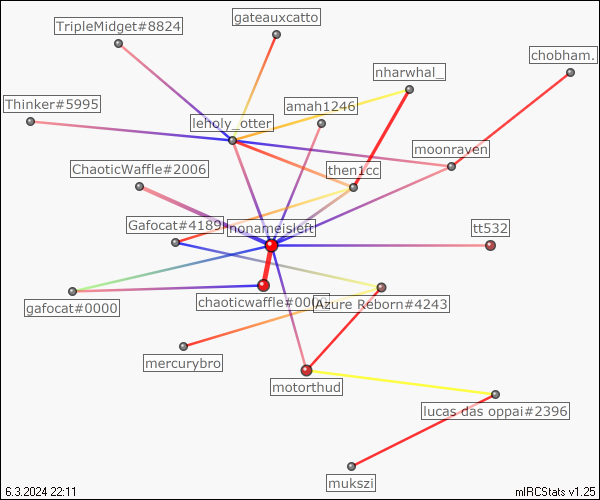 gateauxcatto
TripleMidget#8824
chobham.
nharwhal_
Thinker#5995
amah1246
leholy_otter
moonraven
ChaoticWaffle#2006
then1cc
Gafocat#4189
nonameisleft
tt532
gafocat#0000
chaoticwaffle#000
Azure Reborn#4243
mercurybro
motorthud
lucas das oppai#2396
mukszi
6.3.2024 22:11
mIRCStats v1.25